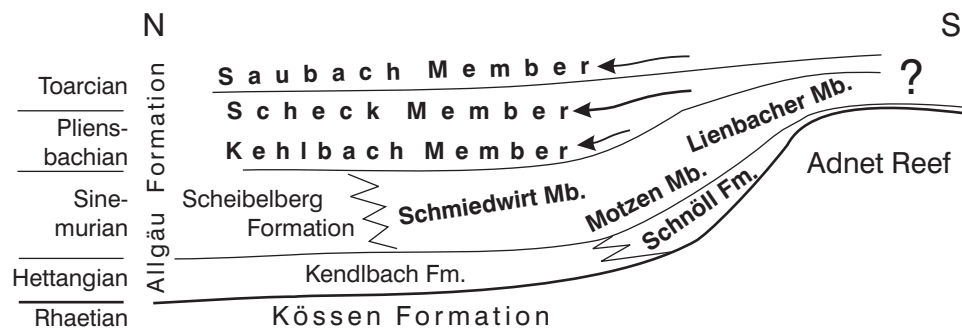 N
S
Toarcian
Pliens-
bachian
Sine-
murian
Hettangian
Rhaetian
Allgäu Formation
Saubach Member
Scheck Member
Kehlbach Member
Scheibelberg
Formation
Schmiedwirt Mb.
Motzen Mb.
Lienbacher Mb.
Schnöll Fm.
?
Adnet Reef
Kendlbach Fm.
Kössen Formation